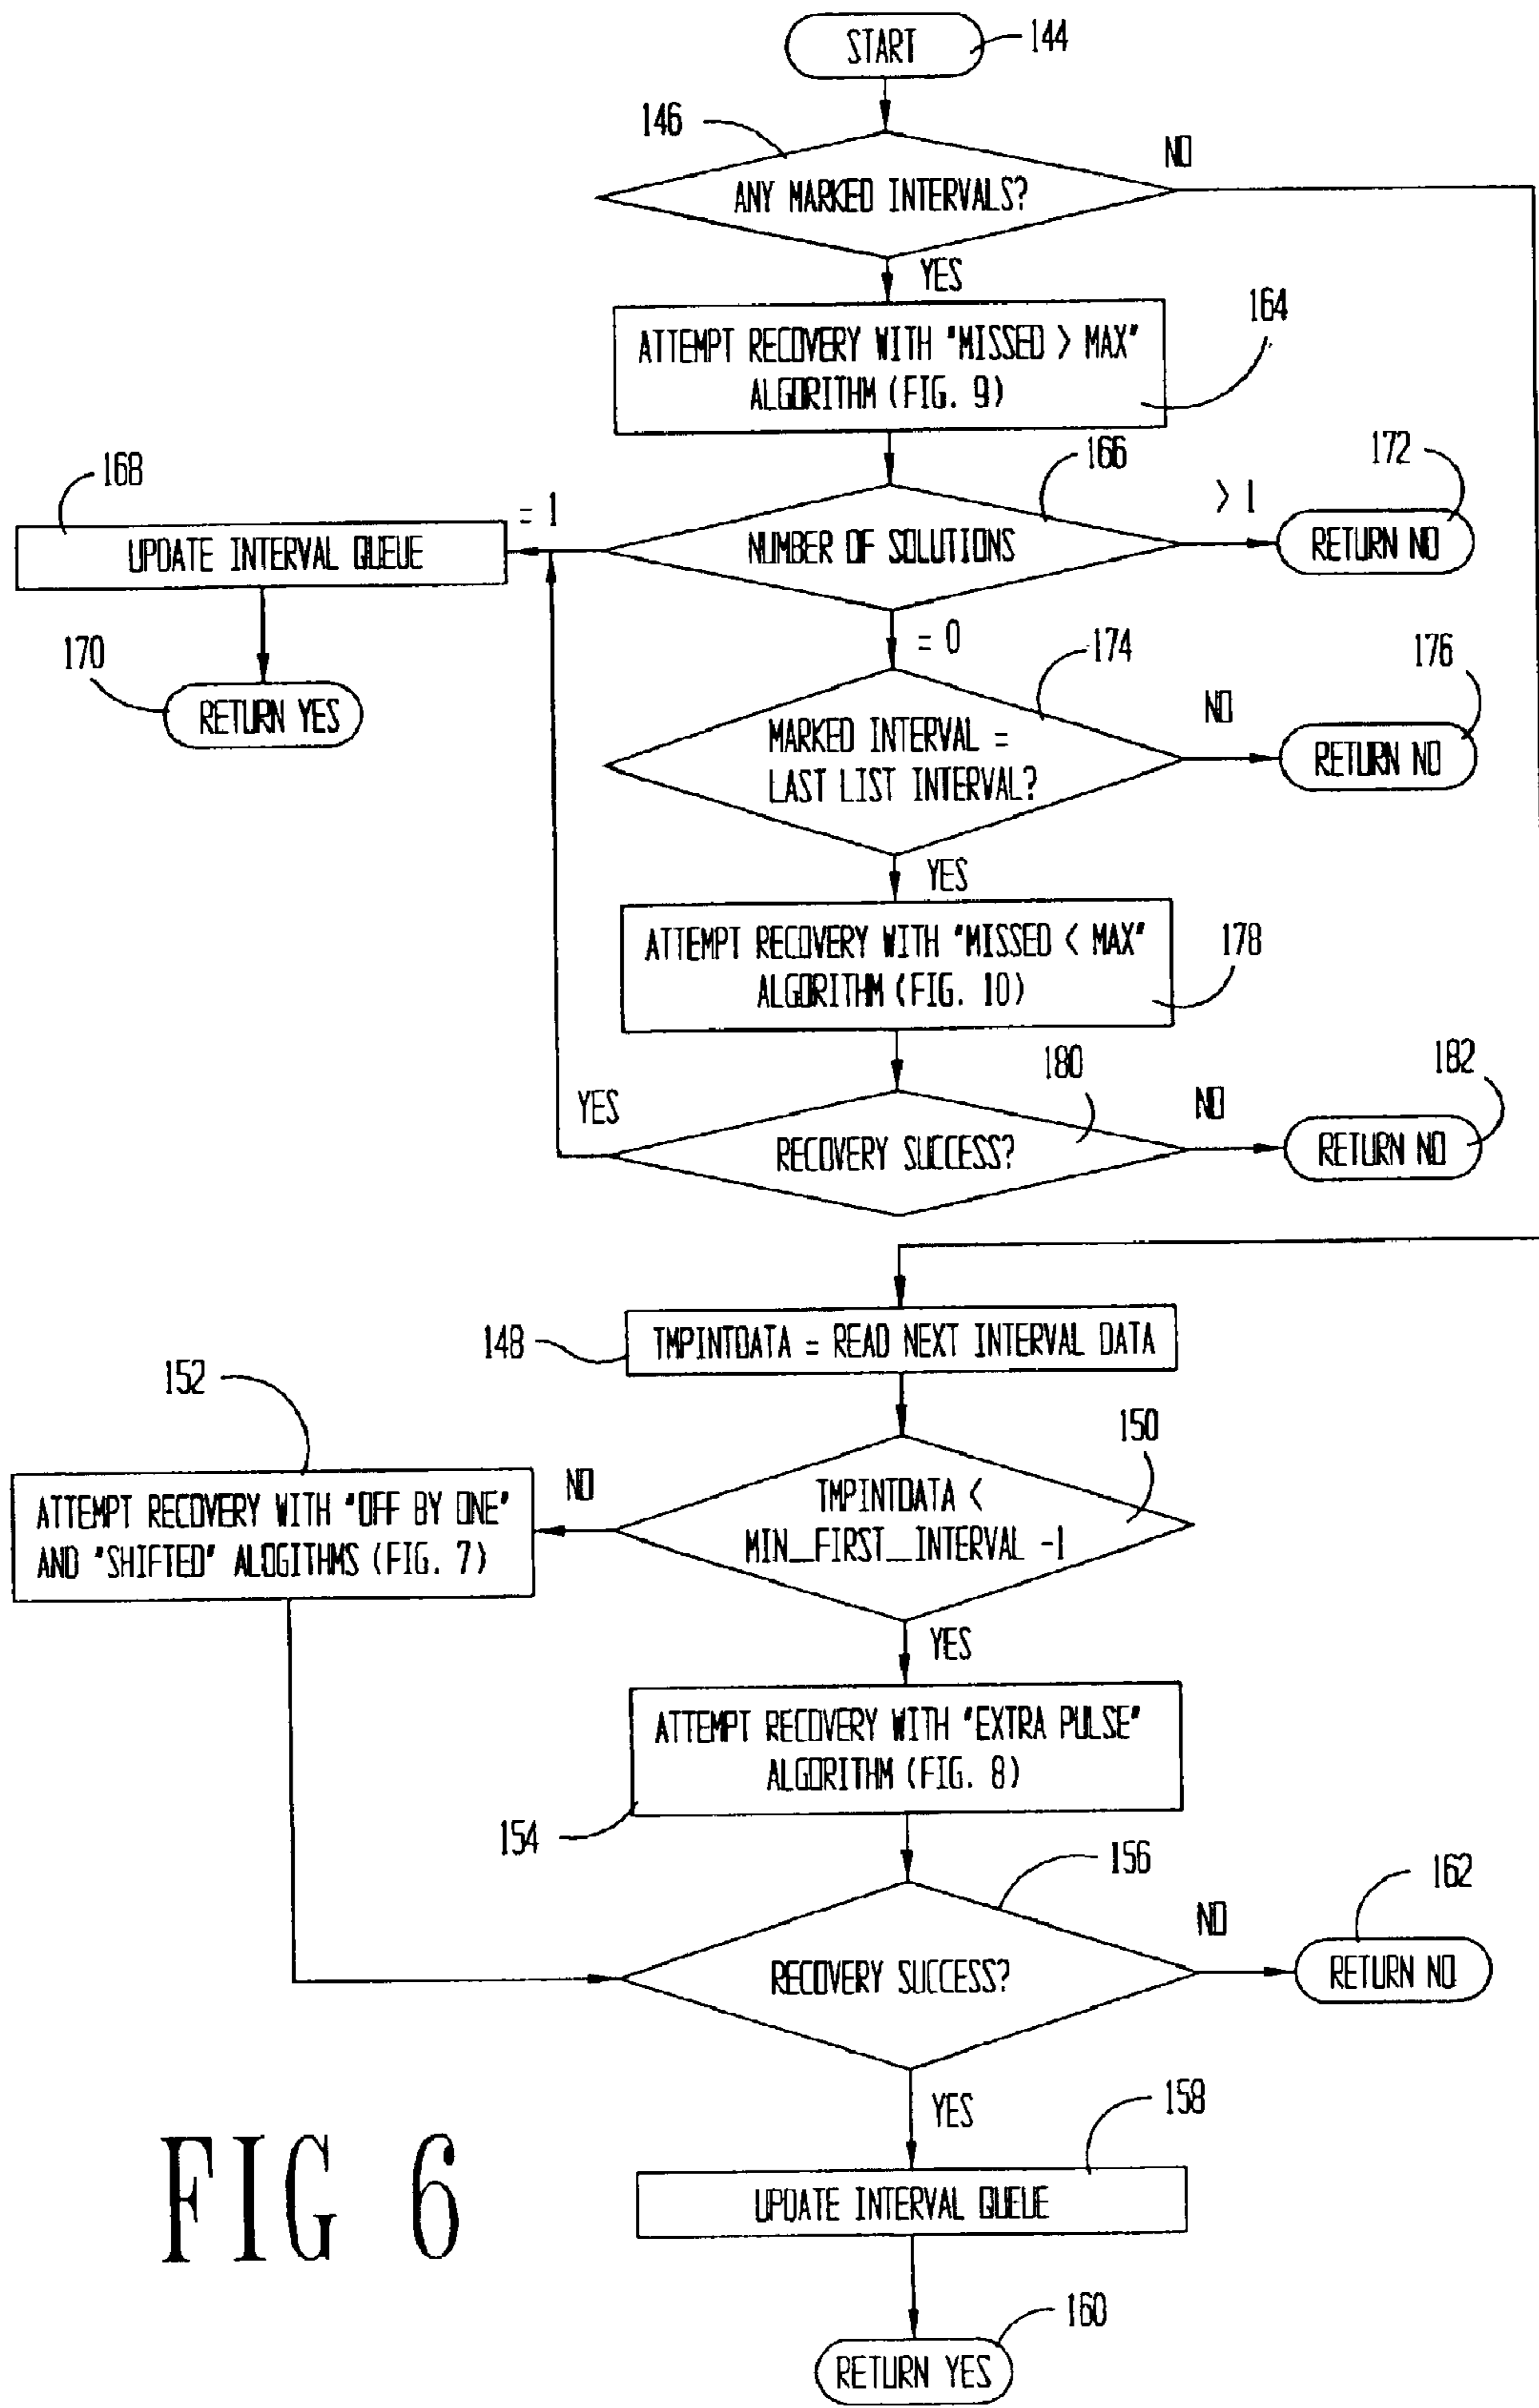 START
144
146
NO
ANY MARKED INTERVALS?
YES
164
ATTEMPT RECOVERY WITH "MISSED > MAX"
ALGORITHM (FIG. 9)
168
166
172
= 1
> 1
UPDATE INTERVAL QUEUE
NUMBER OF SOLUTIONS
RETURN NO
= 0
170
174
176
RETURN YES
NO
MARKED INTERVAL =
LAST LIST INTERVAL?
RETURN NO
YES
ATTEMPT RECOVERY WITH "MISSED < MAX"
ALGORITHM (FIG. 10)
178
180
182
YES
NO
RECOVERY SUCCESS?
RETURN NO
148
TMPINTDATA = READ NEXT INTERVAL DATA
152
150
NO
ATTEMPT RECOVERY WITH "OFF BY ONE"
AND "SHIFTED" ALOGITHMS (FIG. 7)
TMPINTDATA <
MIN_FIRST_INTERVAL -1
YES
ATTEMPT RECOVERY WITH "EXTRA PULSE"
ALGORITHM (FIG. 8)
154
156
162
NO
RECOVERY SUCCESS?
RETURN NO
YES
158
UPDATE INTERVAL QUEUE
FIG 6
160
RETURN YES